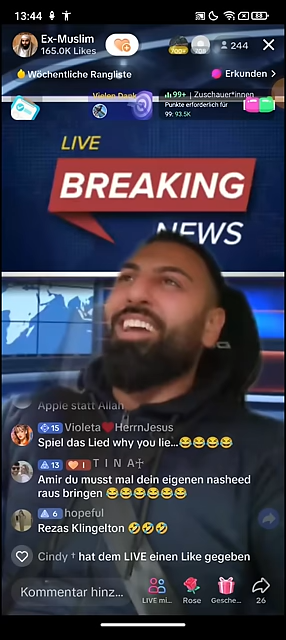 13:44
58
Ex-Muslim
165.0K Likes
244
Wöchentliche Rangliste
Erkunden >
Vielen Dank
99+ | Zuschauer*innen
Punkte erforderlich für
99: 93.5K
LIVE
BREAKING
NEWS
Apple statt Allah
15 Violeta❤️HerrnJesus
Spiel das Lied why you lie...😂😂😂😂
13 T I N A✝
Amir du musst mal dein eigenen nasheed
raus bringen 😂😂😂😂😂😂
6 hopeful
Rezas Klingelton 🤣🤣🤣
Cindy † hat dem LIVE einen Like gegeben
Kommentar hinz...
LIVE mi...
Rose
Gesche...
26